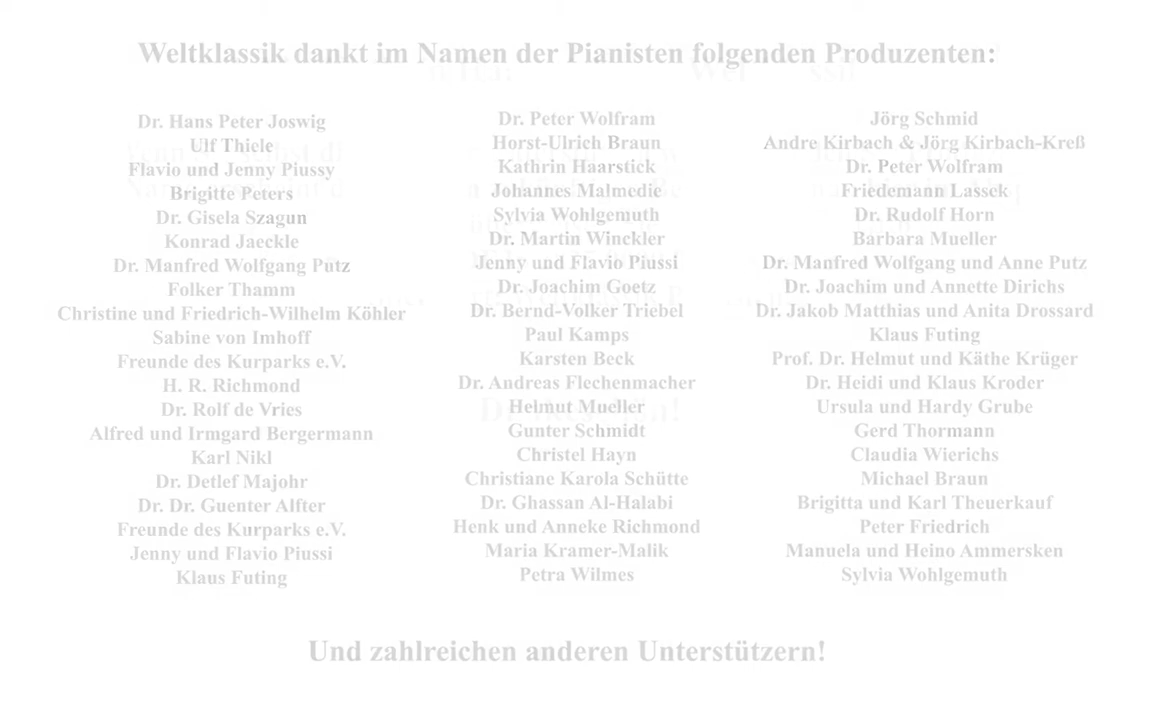 Weltklassik dankt im Namen der Pianisten folgenden Produzenten:
Dr. Hans Peter Joswig
Ulf Thiele
Flavio und Jenny Piussy
Brigitte Peters
Dr. Gisela Szagun
Konrad Jaeckle
Dr. Manfred Wolfgang Putz
Folker Thamm
Christine und Friedrich-Wilhelm Köhler
Sabine von Imhoff
Freunde des Kurparks e.V.
H. R. Richmond
Dr. Rolf de Vries
Alfred und Irmgard Bergermann
Karl Nikl
Dr. Detlef Majohr
Dr. Dr. Guenter Alfter
Freunde des Kurparks e.V.
Jenny und Flavio Piussi
Klaus Futing
Dr. Peter Wolfram
Horst-Ulrich Braun
Kathrin Haarstick
Johannes Malmedie
Sylvia Wohlgemuth
Dr. Martin Winckler
Jenny und Flavio Piussi
Dr. Joachim Goetz
Dr. Bernd-Volker Triebel
Paul Kamps
Karsten Beck
Dr. Andreas Flechenmacher
Helmut Mueller
Gunter Schmidt
Christel Hayn
Christiane Karola Schütte
Dr. Ghassan Al-Halabi
Henk und Anneke Richmond
Maria Kramer-Malik
Petra Wilmes
Jörg Schmid
Andre Kirbach & Jörg Kirbach-Kreß
Dr. Peter Wolfram
Friedemann Lassek
Dr. Rudolf Horn
Barbara Mueller
Dr. Manfred Wolfgang und Anne Putz
Dr. Joachim und Annette Dirichs
Dr. Jakob Matthias und Anita Drossard
Klaus Futing
Prof. Dr. Helmut und Käthe Krüger
Dr. Heidi und Klaus Kroder
Ursula und Hardy Grube
Gerd Thormann
Claudia Wierichs
Michael Braun
Brigitta und Karl Theuerkauf
Peter Friedrich
Manuela und Heino Ammersken
Sylvia Wohlgemuth
Und zahlreichen anderen Unterstützern!